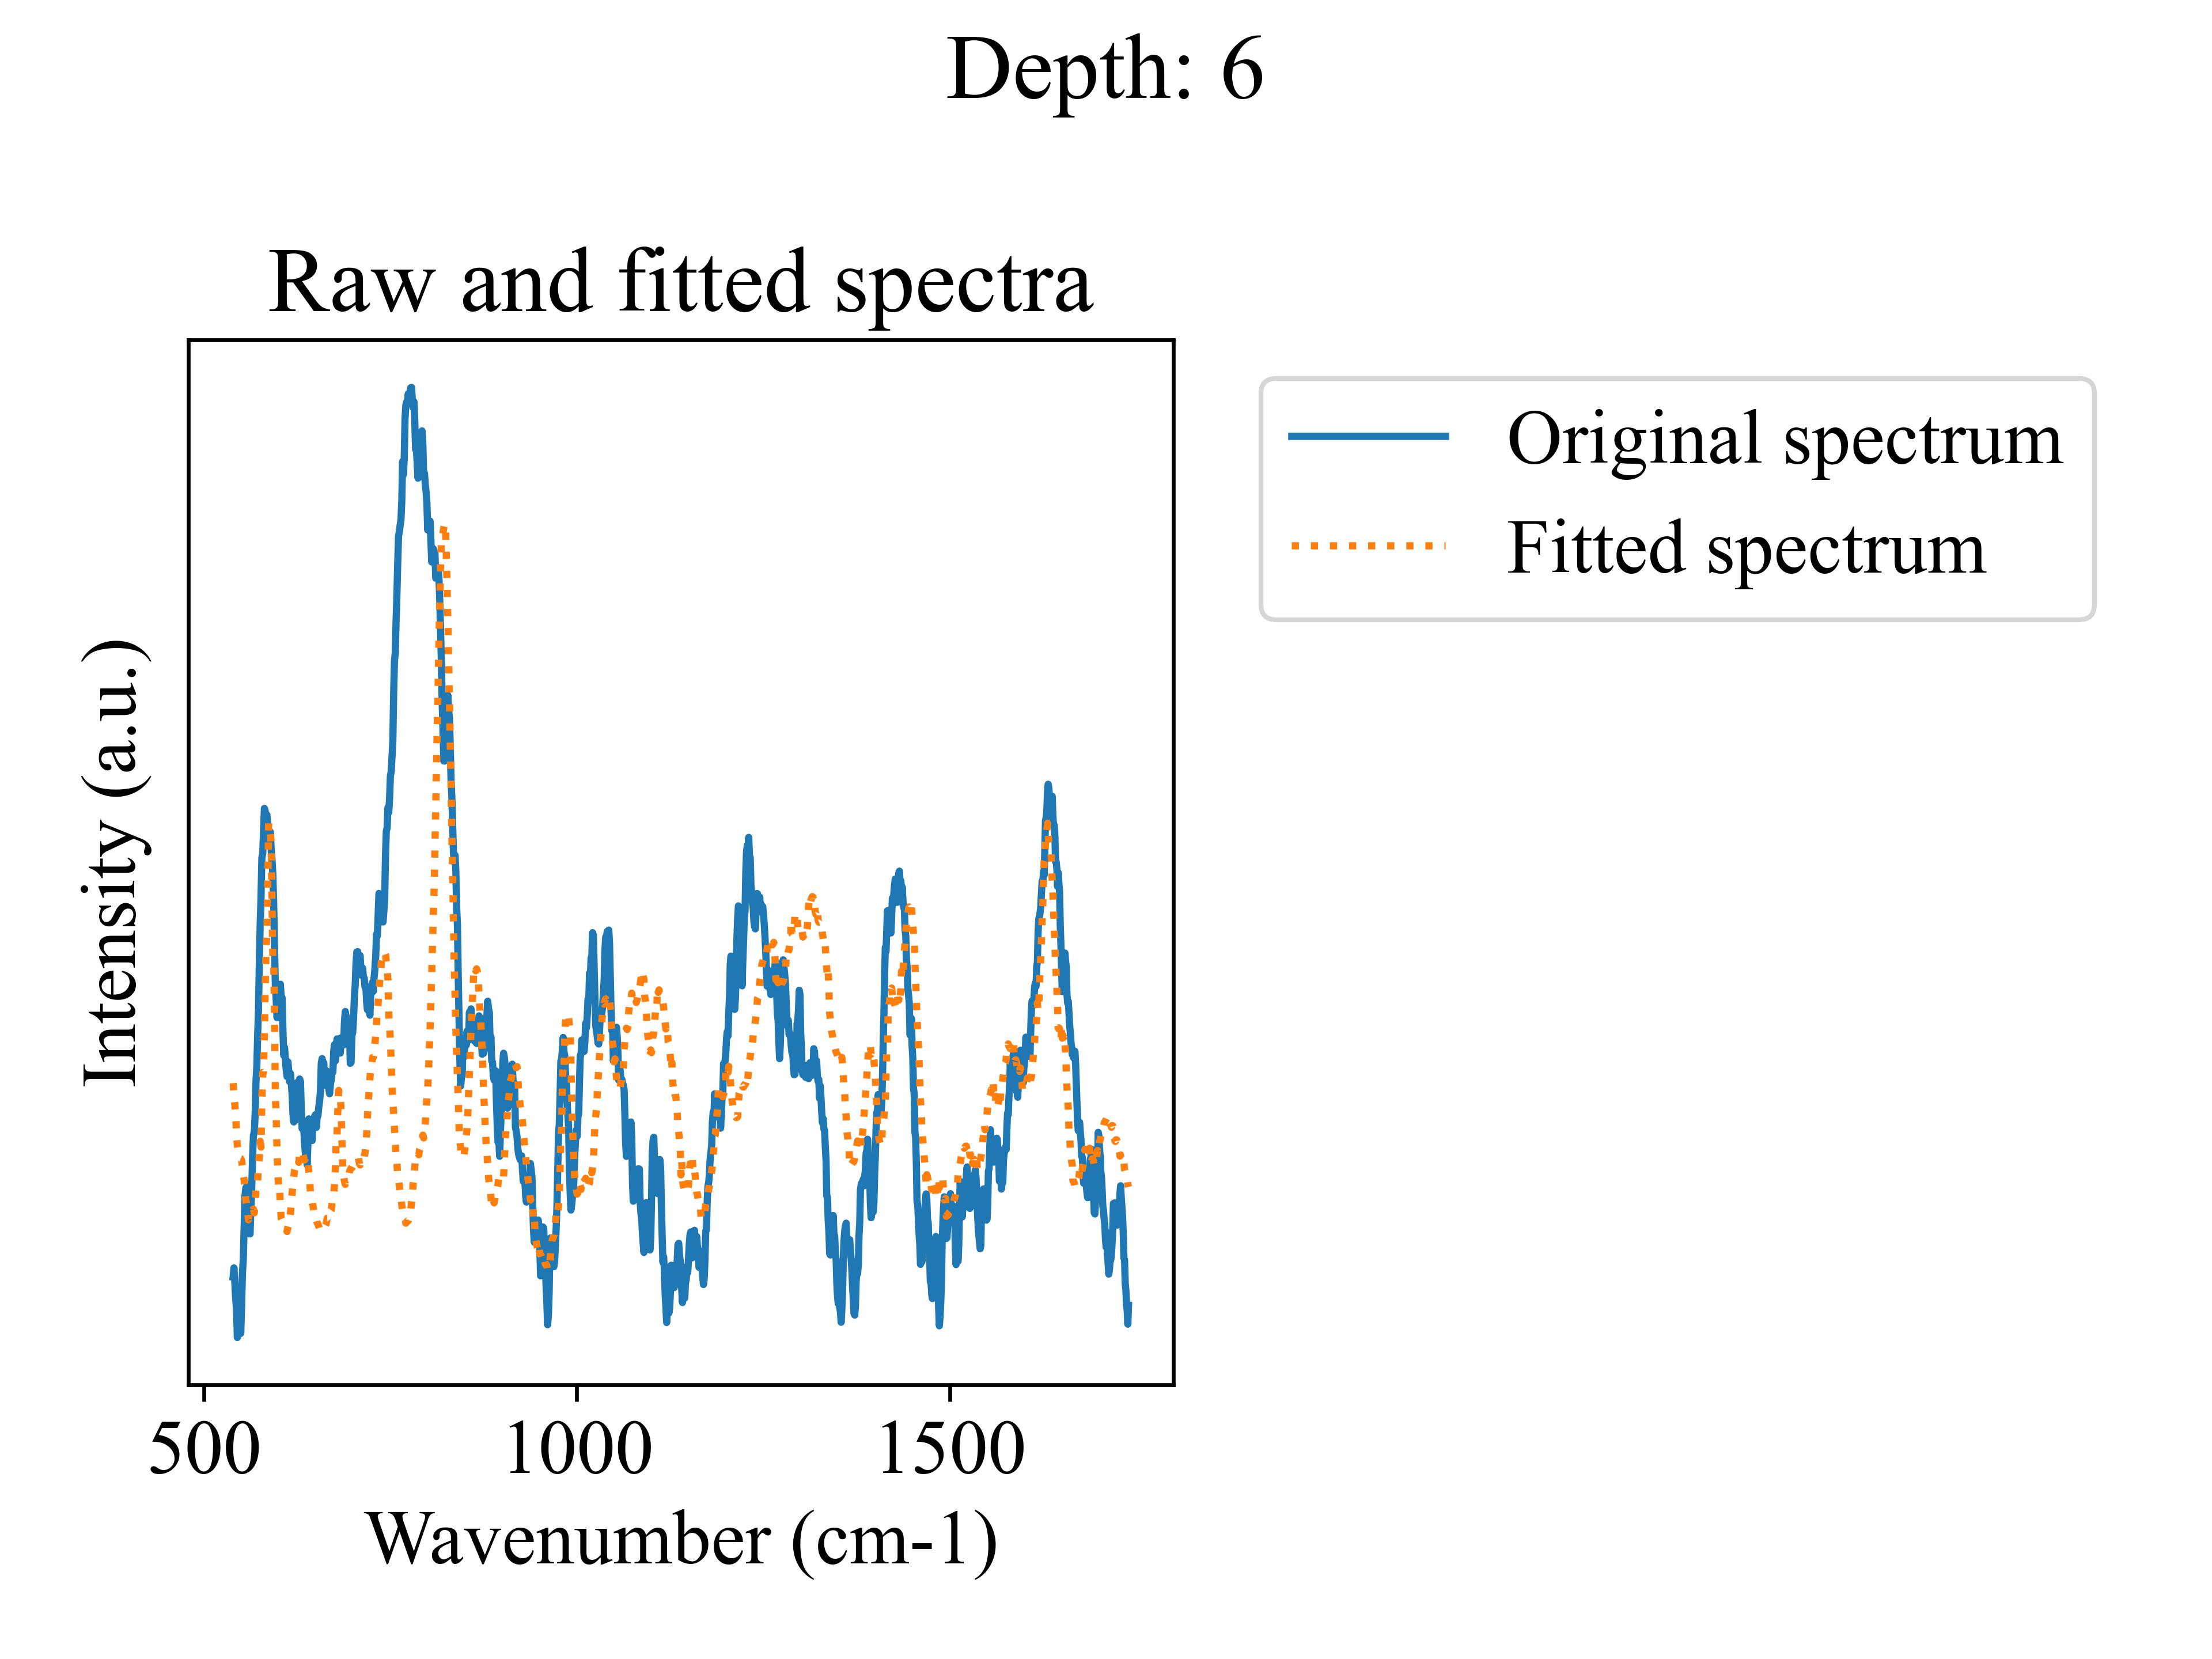 Depth: 6
Raw and fitted spectra
Original spectrum
Fitted spectrum
Intensity (a.u.)
500 1000 1500
Wavenumber (cm-1)